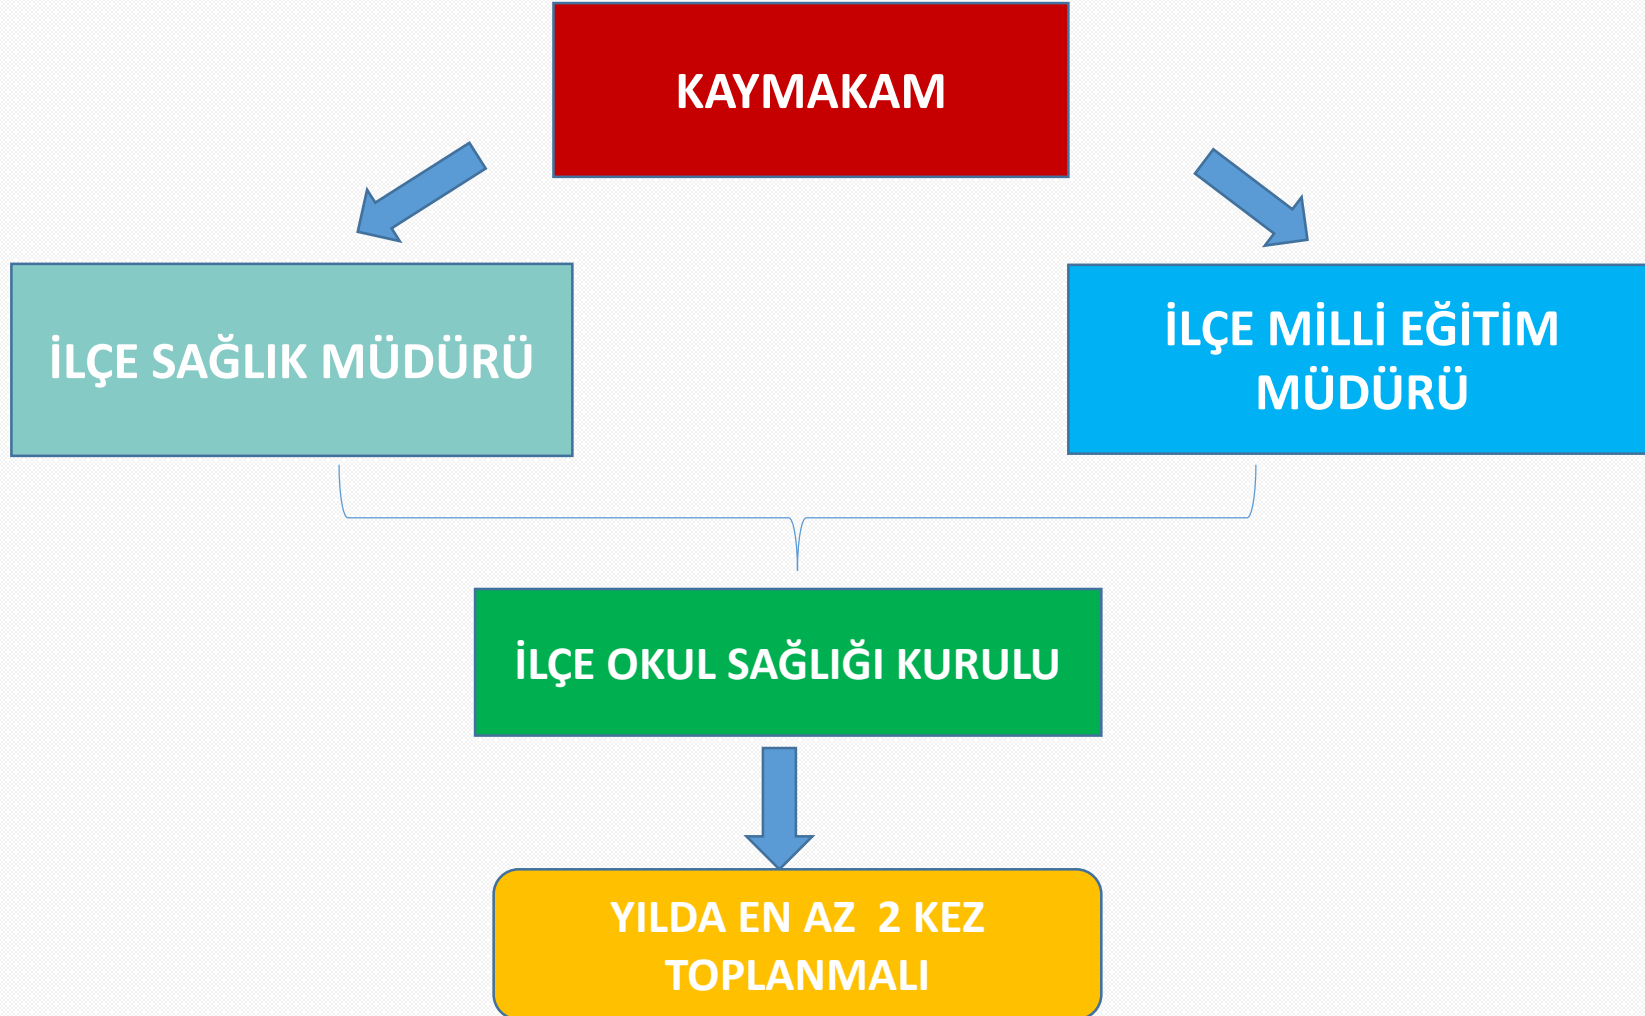 KAYMAKAM
İLÇE SAĞLIK MÜDÜRÜ
İLÇE MİLLİ EĞİTİM
MÜDÜRÜ
İLÇE OKUL SAĞLIĞI KURULU
YILDA EN AZ  2 KEZ
TOPLANMALI